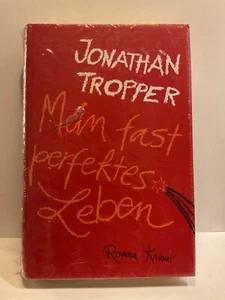 JONATHAN
TROPPER
Mein fast
perfektes
Leben
Roman Knaur